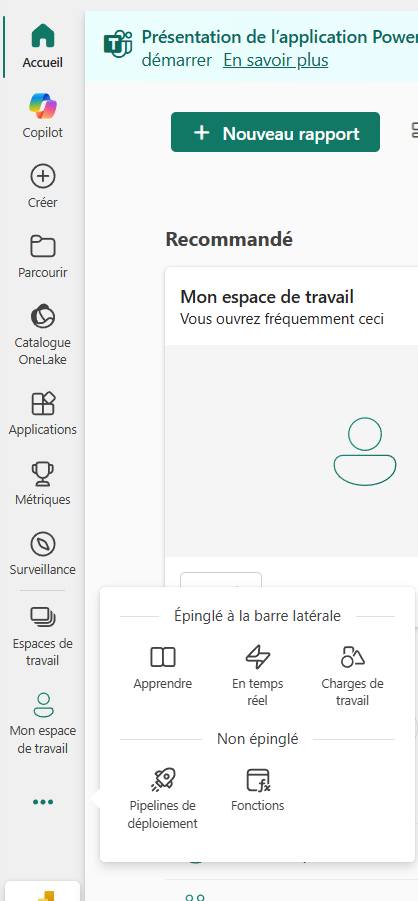 Accueil
Copilot
Créer
Parcourir
Catalogue
OneLake
Applications
Métriques
Surveillance
Espaces de
travail
Mon espace
de travail
Présentation de l’application Power
démarrer En savoir plus
+ Nouveau rapport
Recommandé
Mon espace de travail
Vous ouvrez fréquemment ceci
Épinglé à la barre latérale
Apprendre
En temps
réel
Charges de
travail
Non épinglé
Pipelines de
déploiement
Fonctions